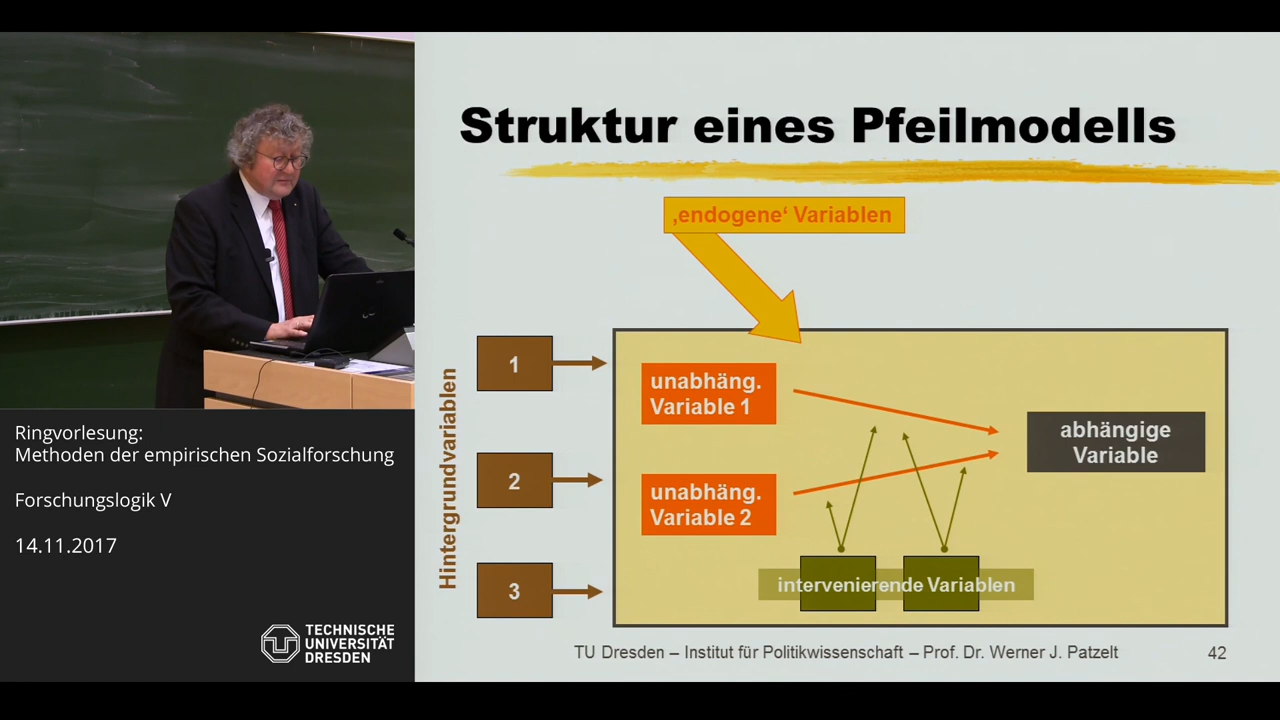 Struktur eines Pfeilmodells
‚endogene‘ Variablen
Hintergrundvariablen
1
2
3
unabhäng.
Variable 1
unabhäng.
Variable 2
abhängige
Variable
intervenierende Variablen
TU Dresden – Institut für Politikwissenschaft – Prof. Dr. Werner J. Patzelt
42
Ringvorlesung:
Methoden der empirischen Sozialforschung
Forschungslogik V
14.11.2017
TECHNISCHE
UNIVERSITÄT
DRESDEN